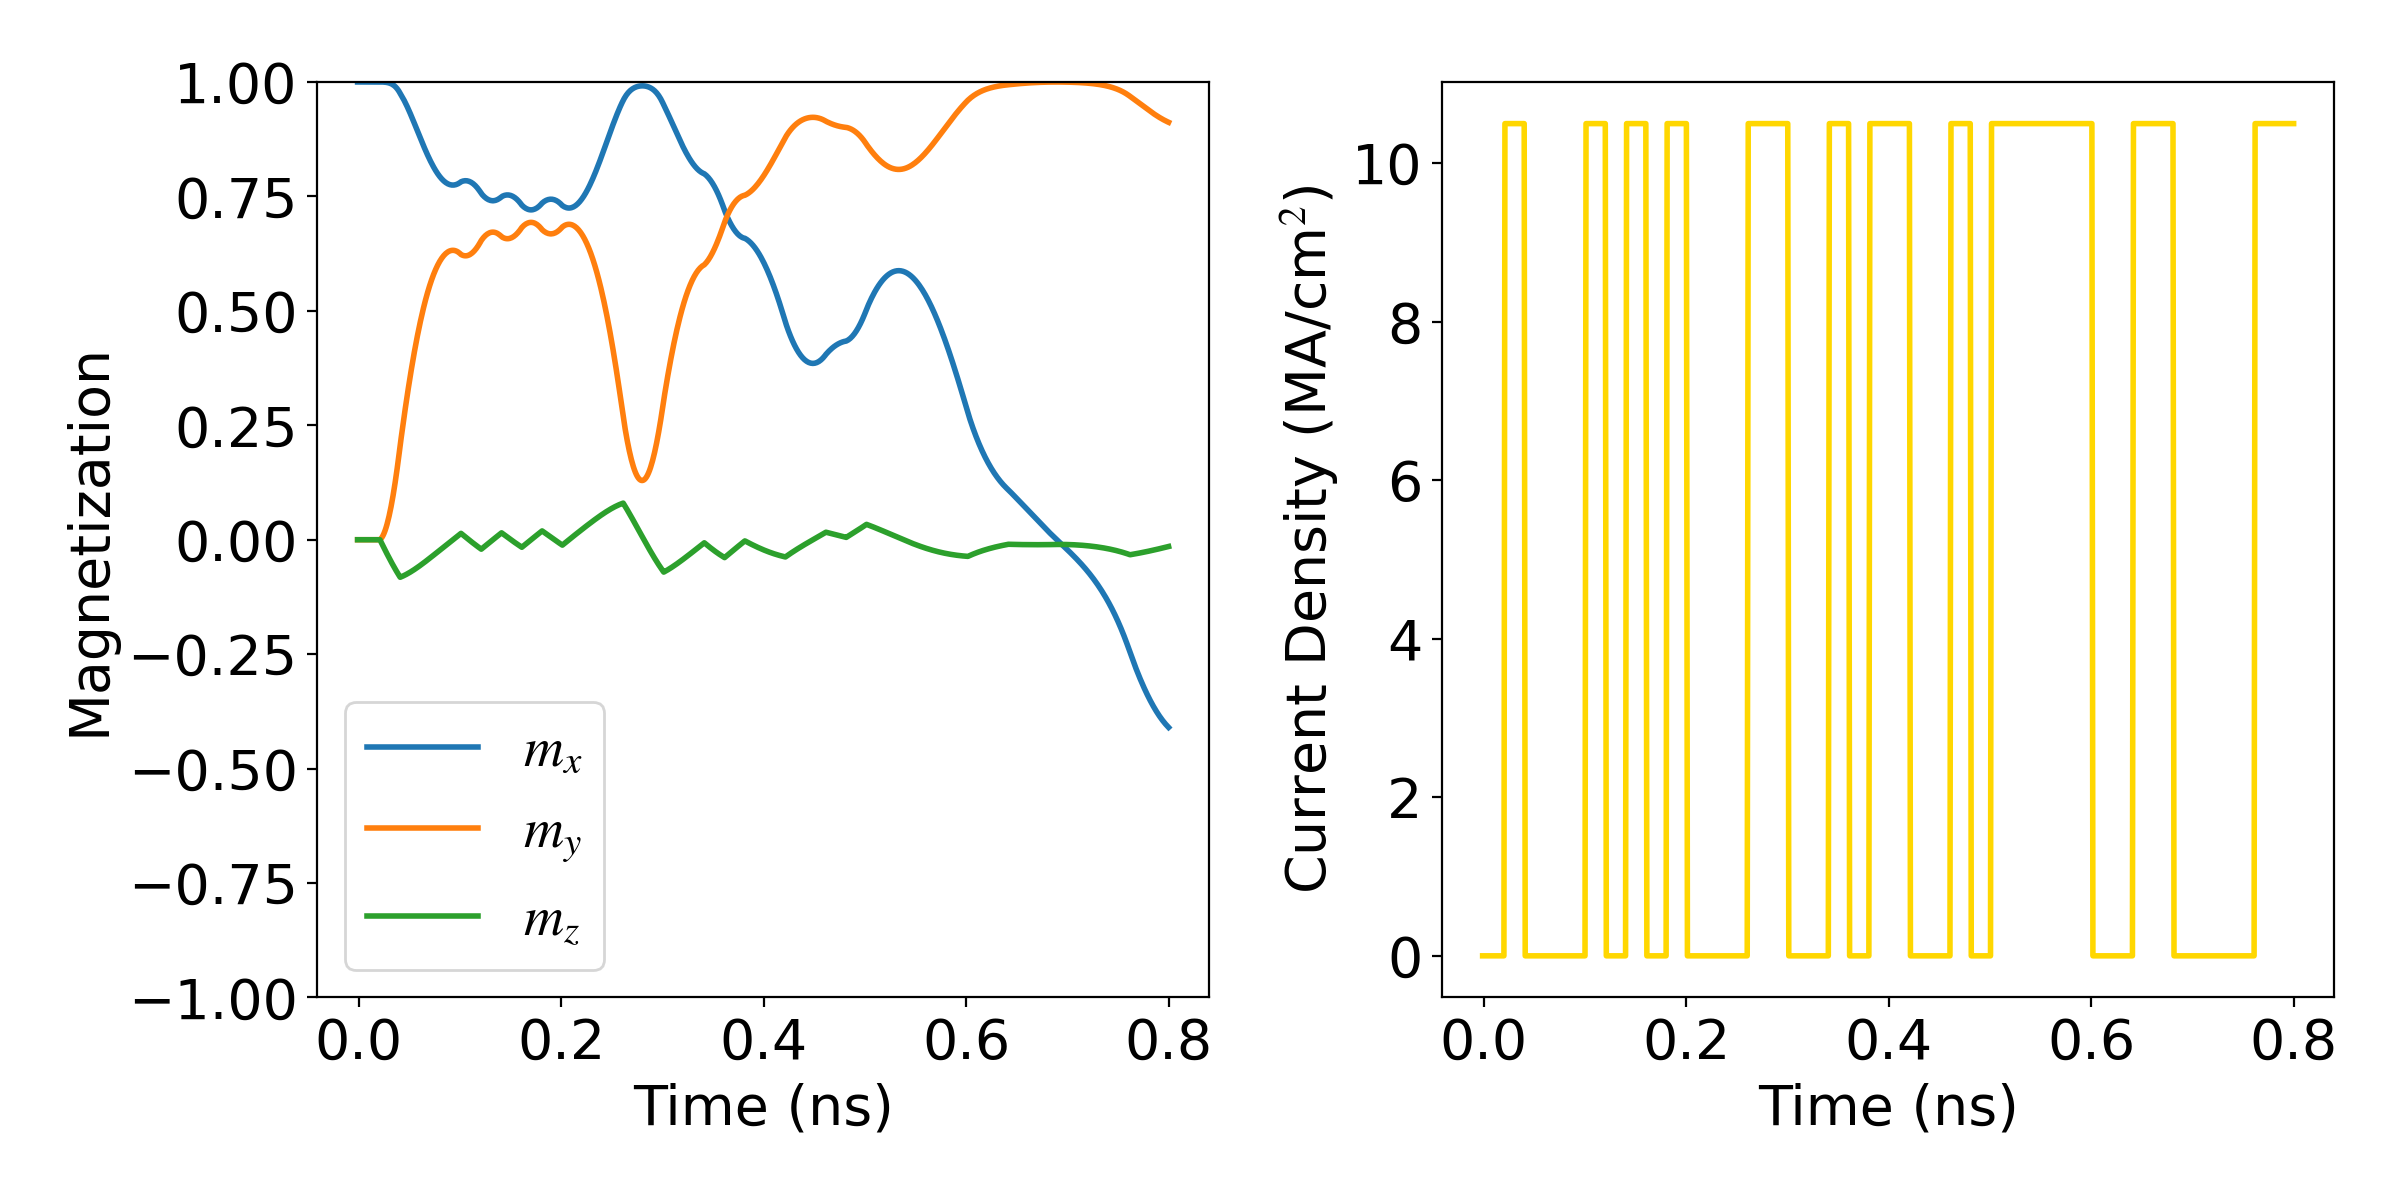 Magnetization
1.00
0.75
0.50
0.25
0.00
−0.25
−0.50
−0.75
−1.00
m_x
m_y
m_z
0.0 0.2 0.4 0.6 0.8
Time (ns)
Current Density (MA/cm²)
10
8
6
4
2
0
0.0 0.2 0.4 0.6 0.8
Time (ns)